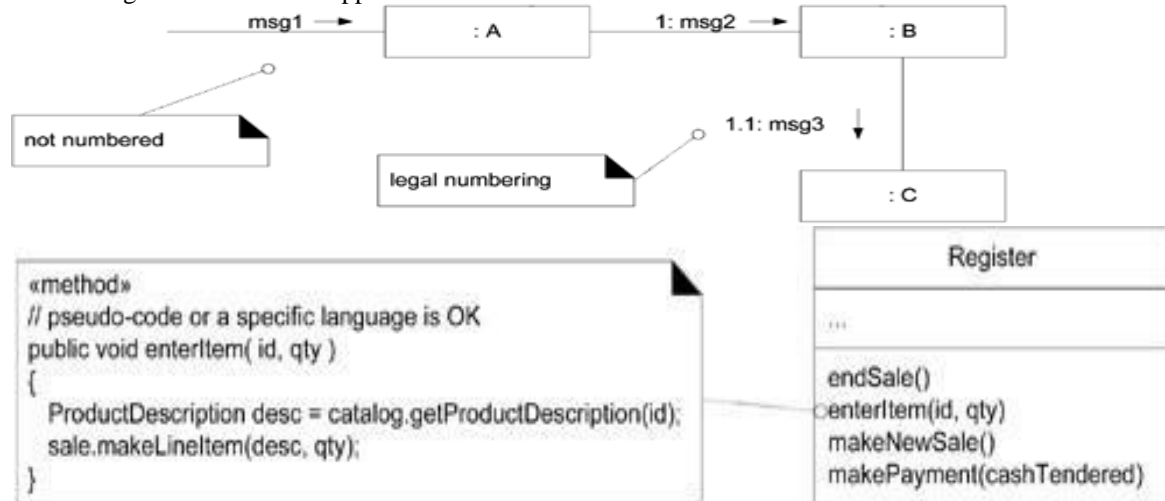 msg1
: A
1: msg2
: B
not numbered
1.1: msg3
legal numbering
: C
«method»
// pseudo-code or a specific language is OK
public void enterItem( id, qty )
{
ProductDescription desc = catalog.getProductDescription(id);
sale.makeLineItem(desc, qty);
}
Register
...
endSale()
enterItem(id, qty)
makeNewSale()
makePayment(cashTendered)